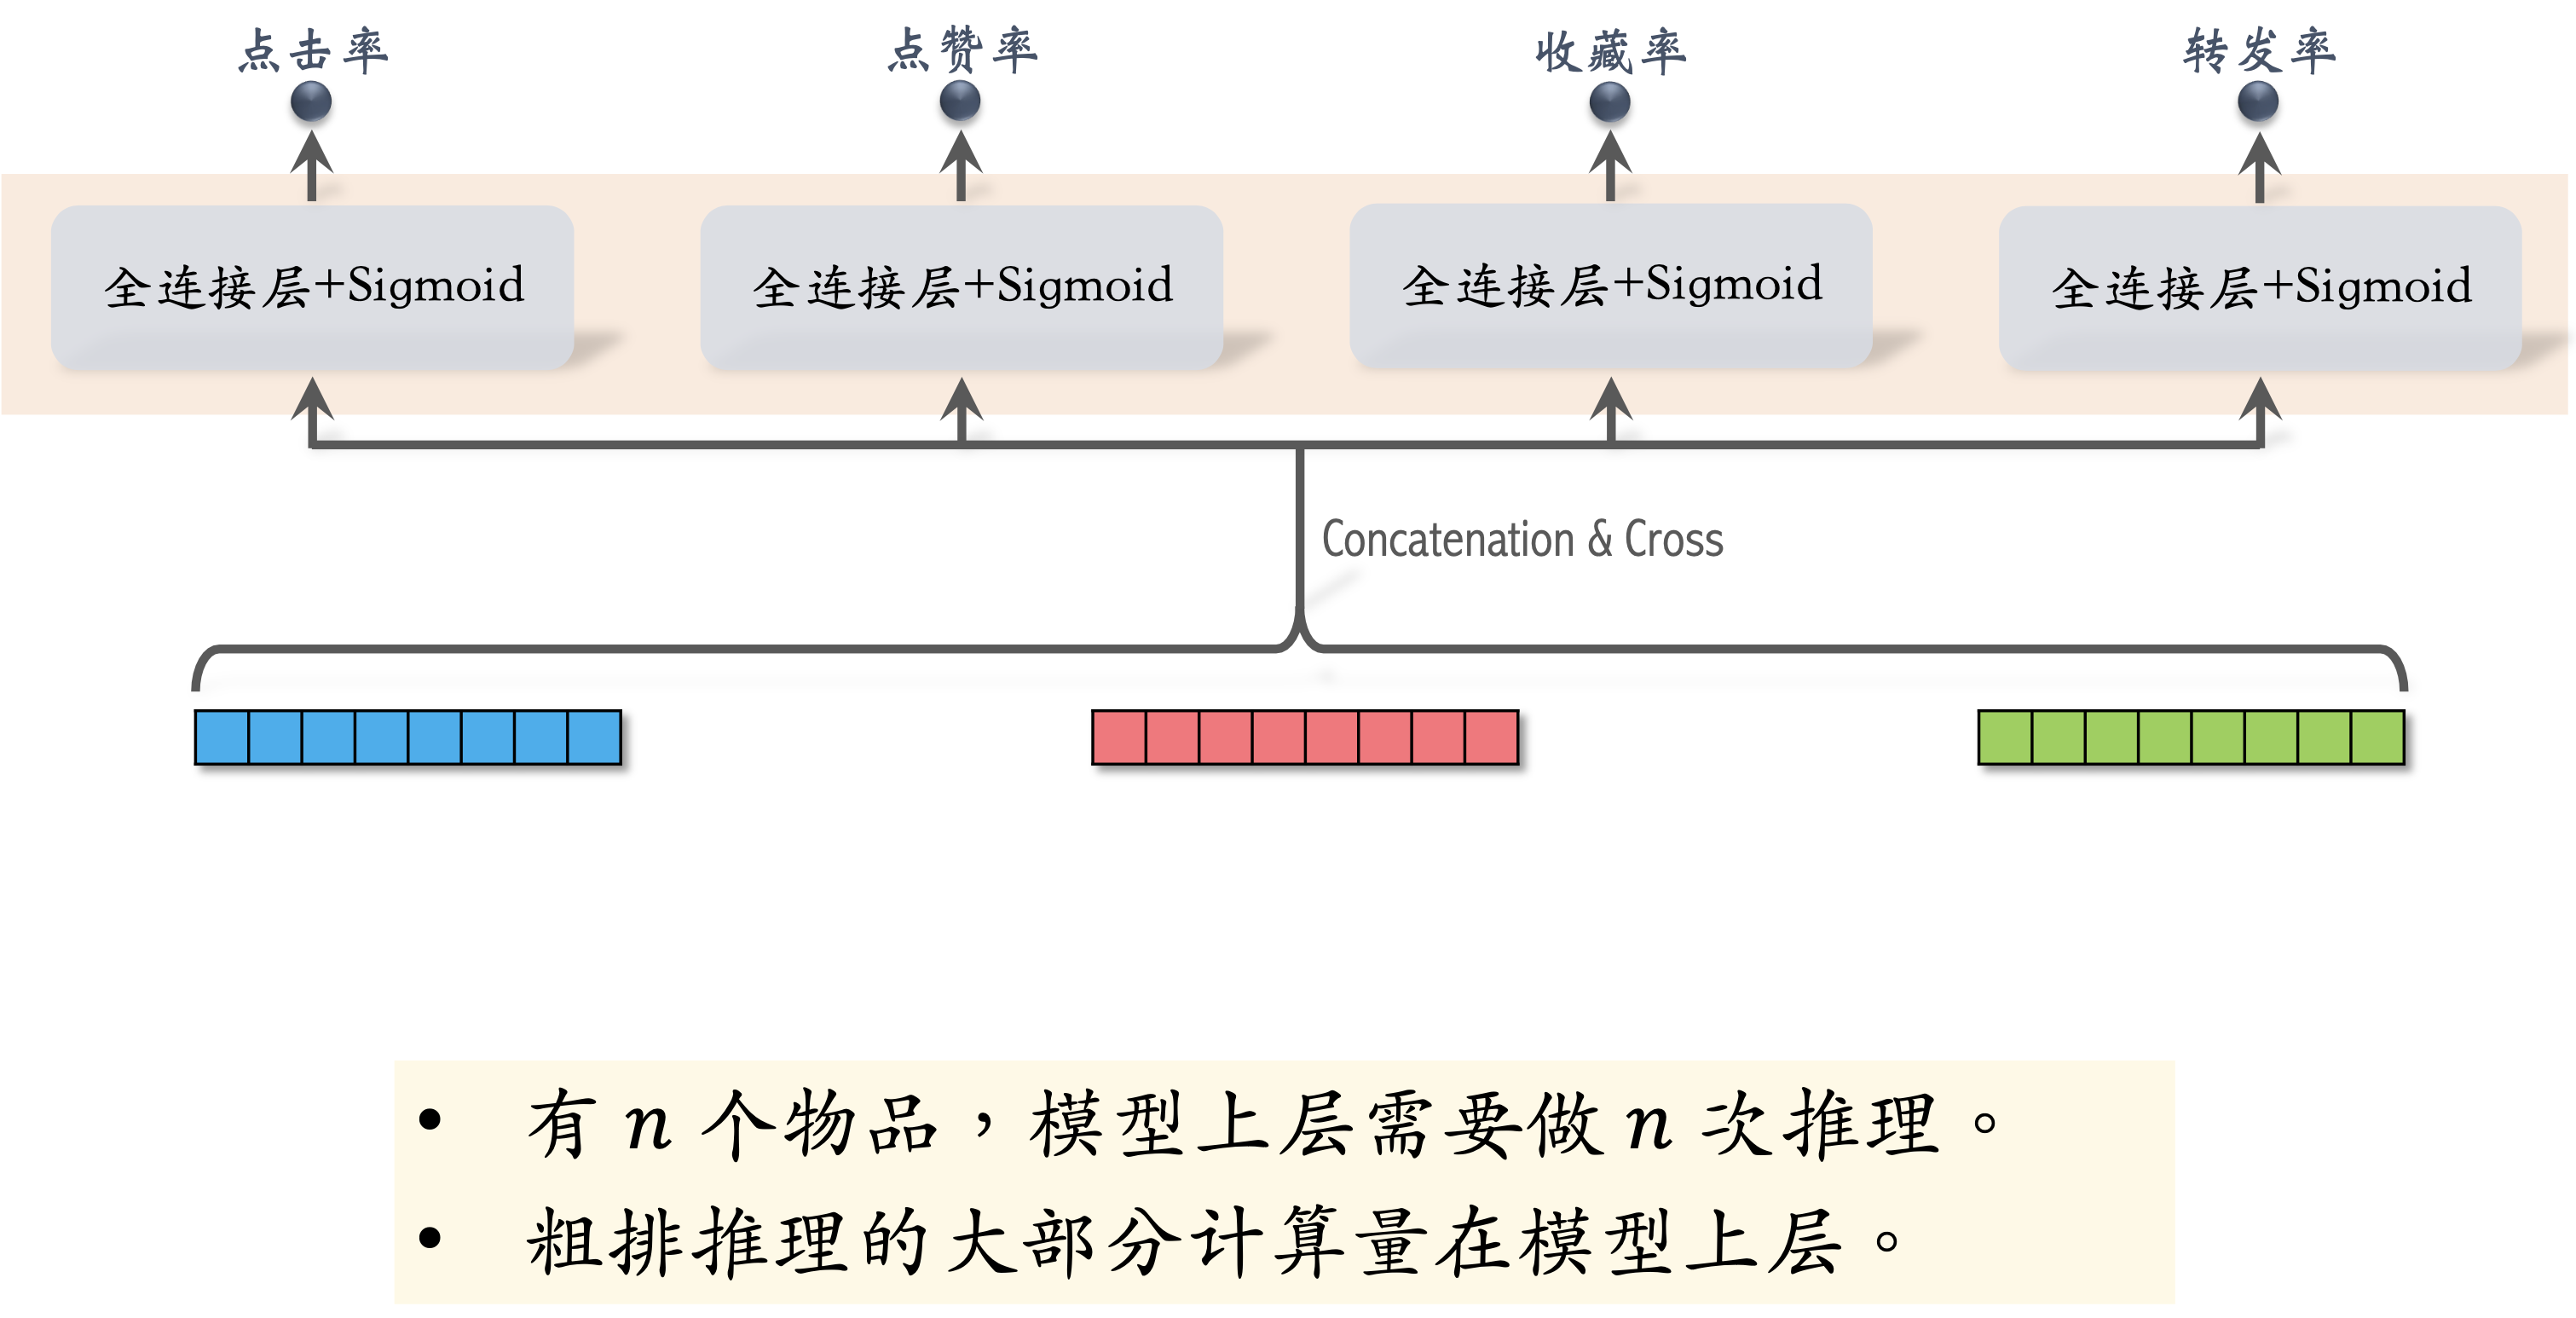 点击率 点赞率 收藏率 转发率
全连接层+Sigmoid 全连接层+Sigmoid 全连接层+Sigmoid 全连接层+Sigmoid
Concatenation & Cross
• 有 n 个物品，模型上层需要做 n 次推理。
• 粗排推理的大部分计算量在模型上层。